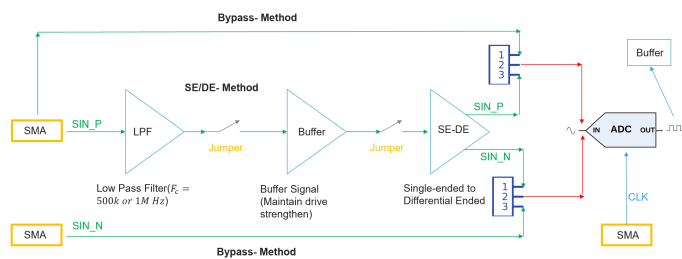 Bypass- Method
Buffer
1
2
3
SE/DE- Method
SIN_P
SMA
SIN_P
LPF
Jumper
Buffer
Jumper
SE-DE
IN ADC OUT
SIN_N
Low Pass Filter(F_c =
500k or 1M Hz)
Buffer Signal
(Maintain drive
strengthen)
Single-ended to
Differential Ended
1
2
3
CLK
SIN_N
SMA
SMA
Bypass- Method